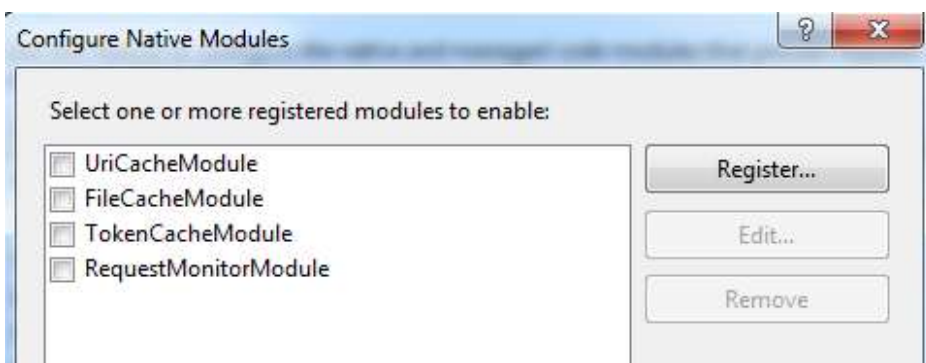 Configure Native Modules
?
Select one or more registered modules to enable:
UriCacheModule
FileCacheModule
TokenCacheModule
RequestMonitorModule
Register...
Edit...
Remove